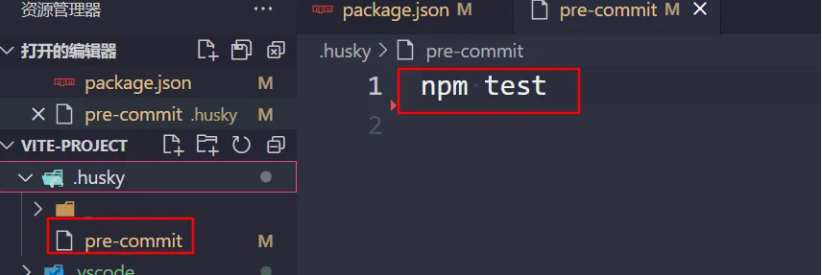 资源管理器
···
打开的编辑器
package.json M
pre-commit .husky M
VITE-PROJECT
.husky
_
pre-commit M
.vscode
package.json M
pre-commit M
.husky > pre-commit
1 npm test
2